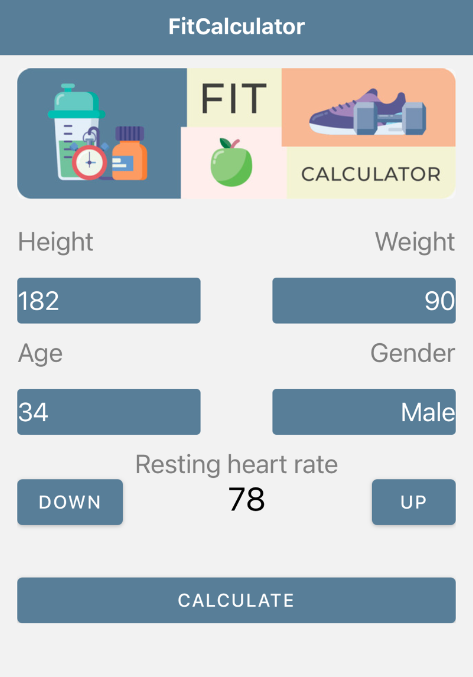 FitCalculator
FIT
CALCULATOR
Height Weight
182 90
Age Gender
34 Male
Resting heart rate
DOWN 78 UP
CALCULATE